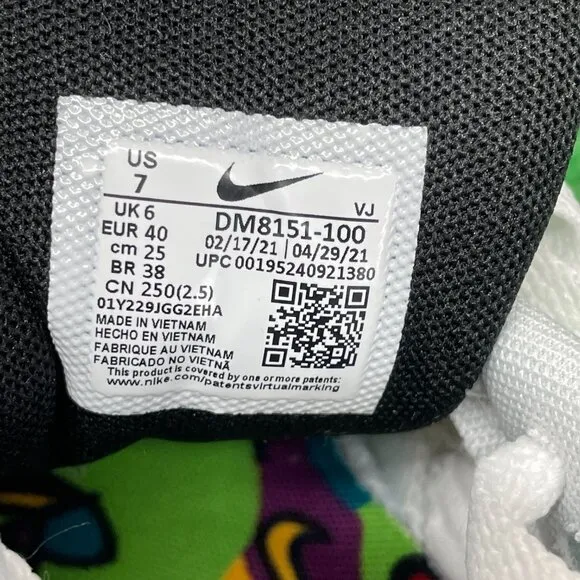 US
7
UK 6
EUR 40
cm 25
BR 38
CN 250(2.5)
VJ
DM8151-100
02/17/21 | 04/29/21
UPC 00195240921380
01Y229JGG2EHA
MADE IN VIETNAM
HECHO EN VIETNAM
FABRIQUE AU VIETNAM
FABRICADO NO VIETNÃ
This product is covered by one or more patents:
www.nike.com/patentsvirtualmarking